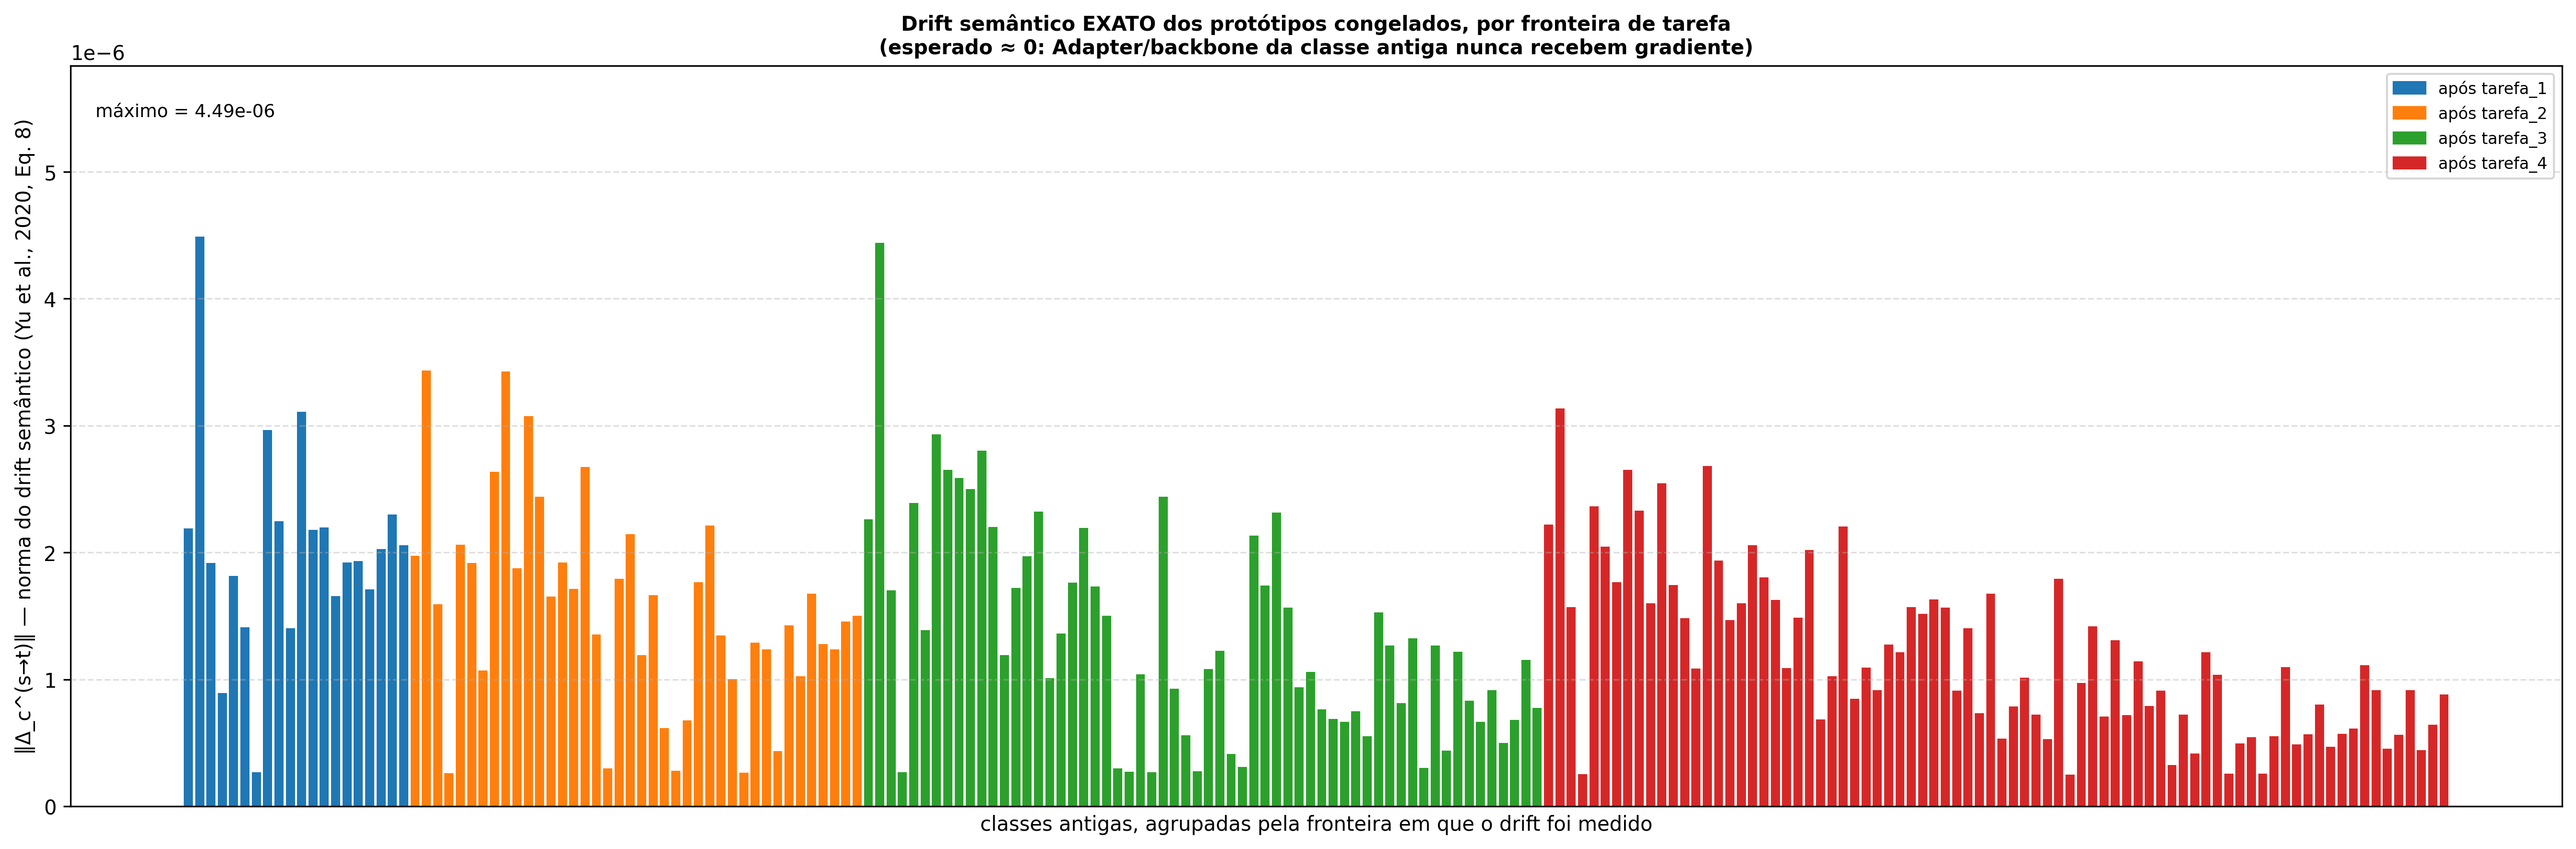 Drift semântico EXATO dos protótipos congelados, por fronteira de tarefa
(esperado ≈ 0: Adapter/backbone da classe antiga nunca recebem gradiente)
1e−6
máximo = 4.49e-06
após tarefa_1
após tarefa_2
após tarefa_3
após tarefa_4
‖Δ_c^(s→t)‖ — norma do drift semântico (Yu et al., 2020, Eq. 8)
5
4
3
2
1
0
classes antigas, agrupadas pela fronteira em que o drift foi medido